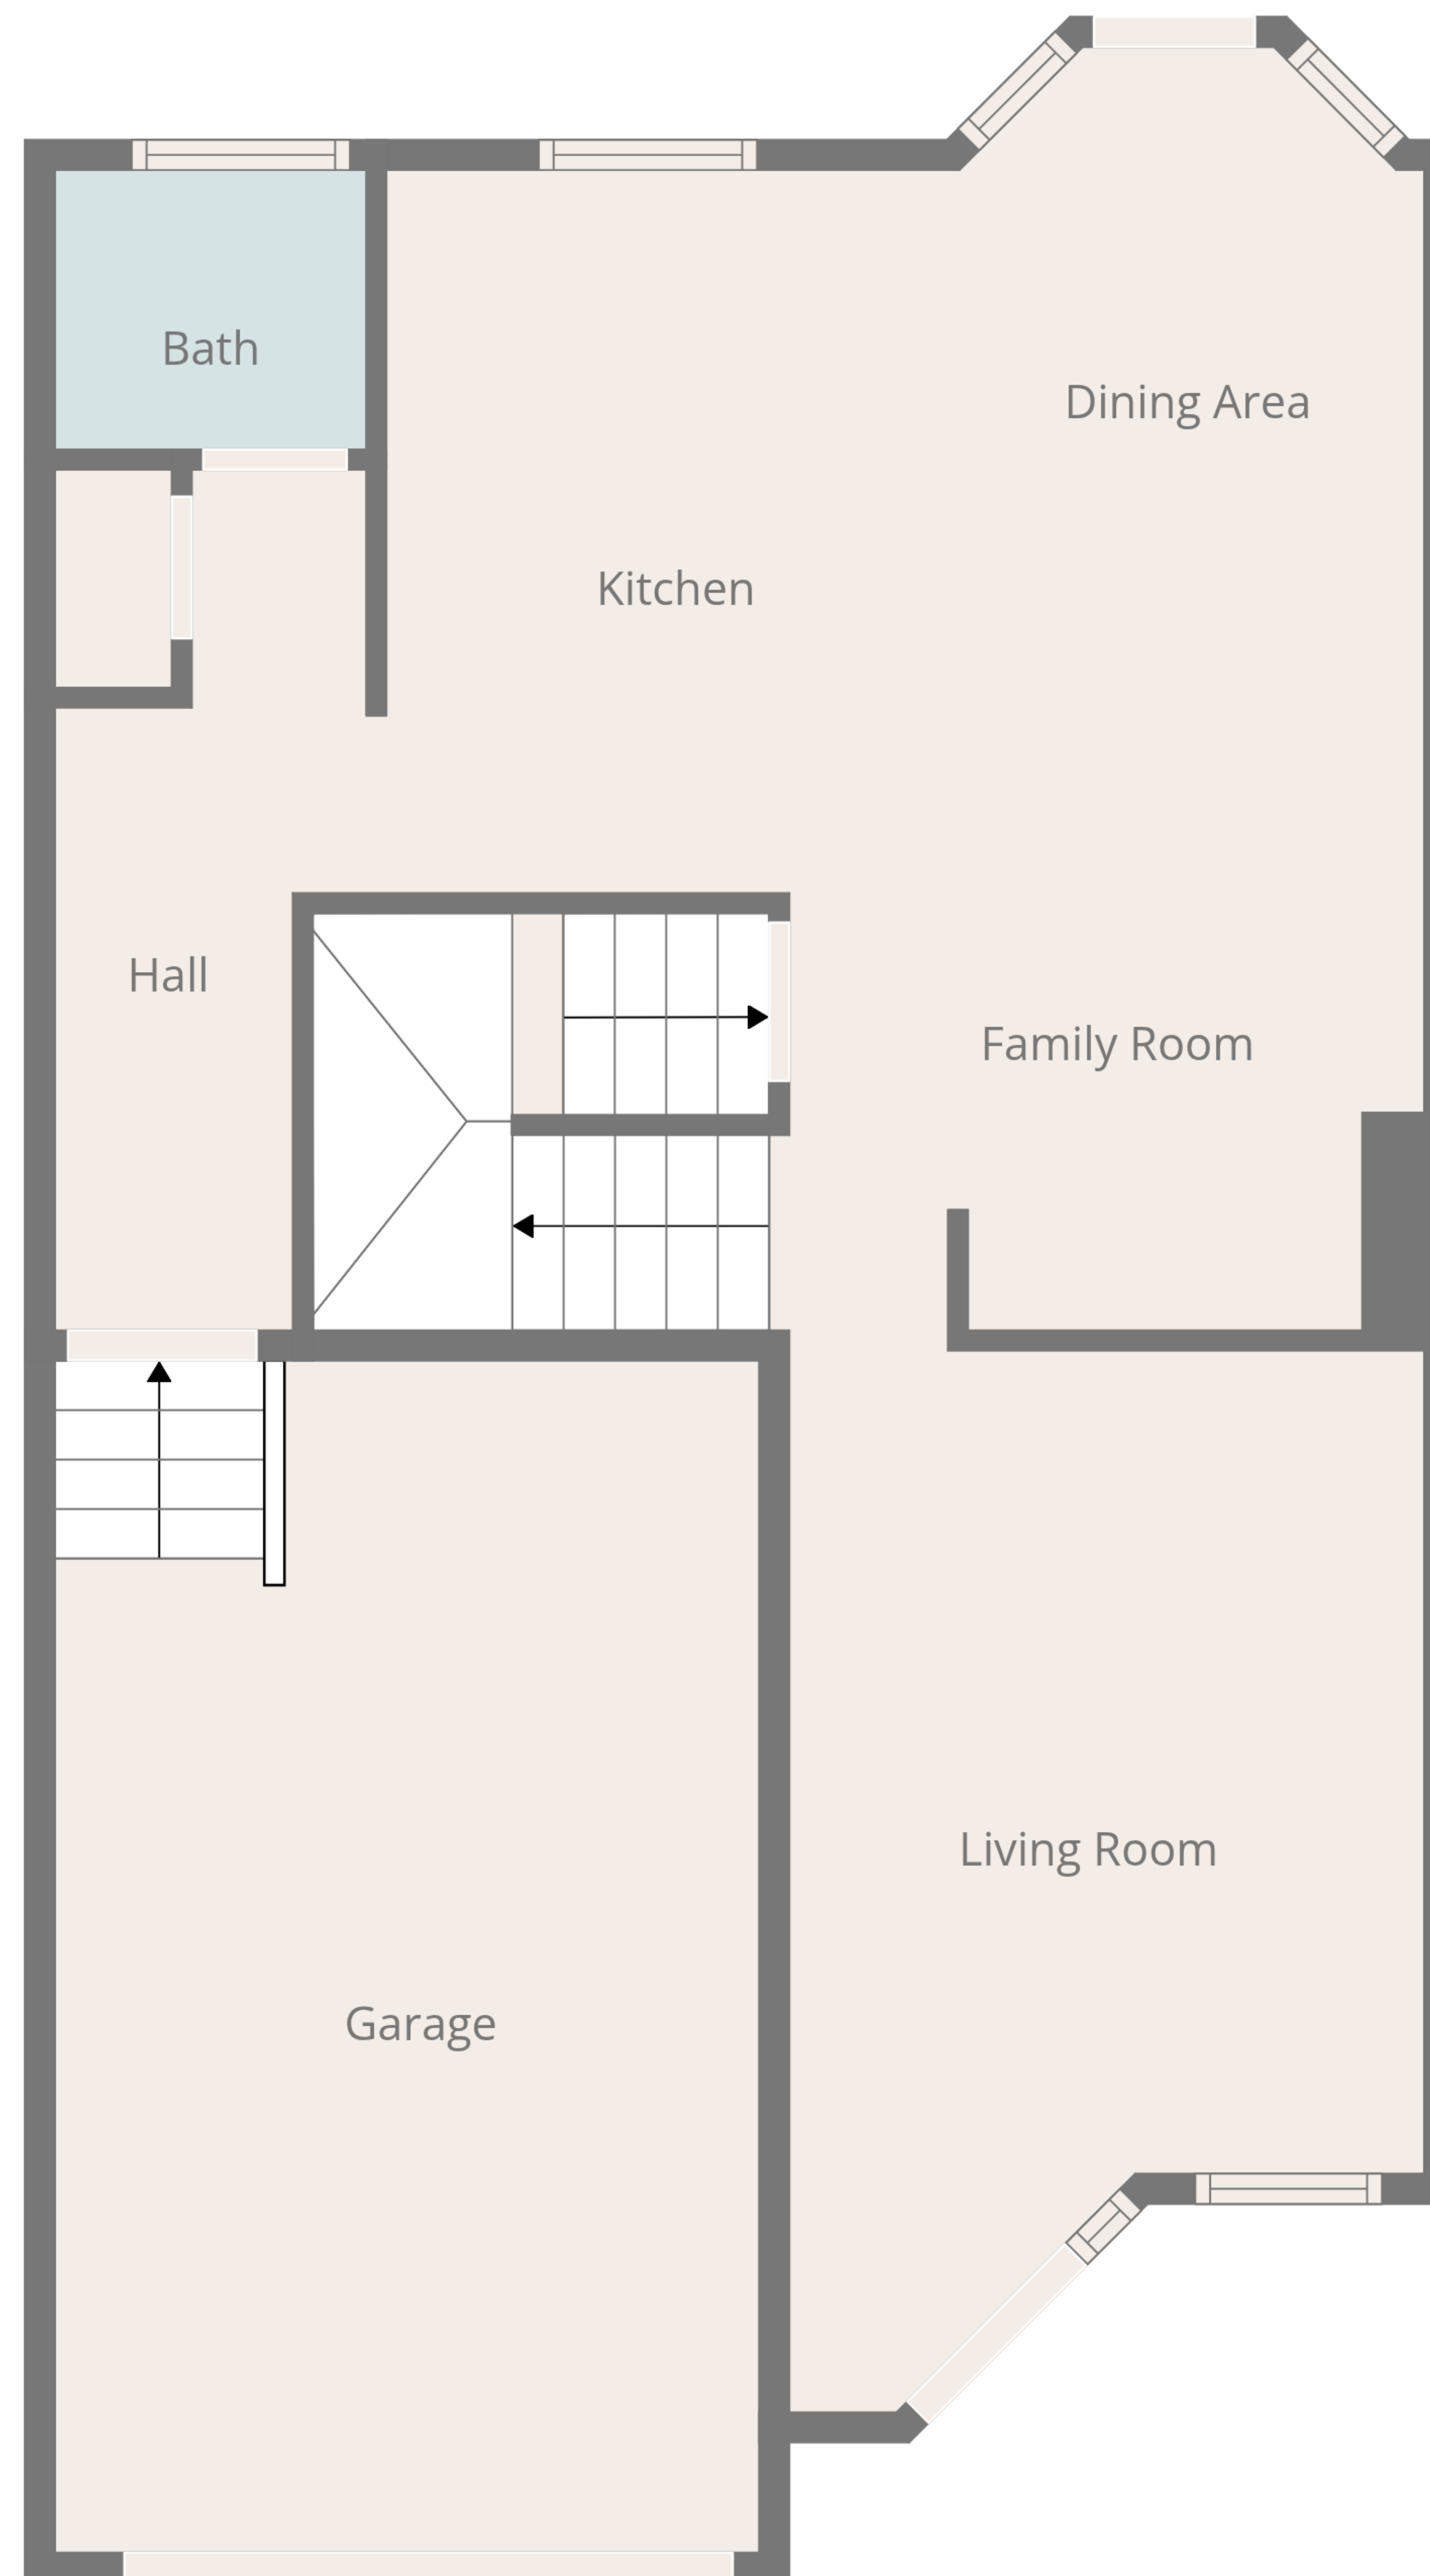 Bath
Dining Area
Kitchen
Hall
Family Room
Living Room
Garage